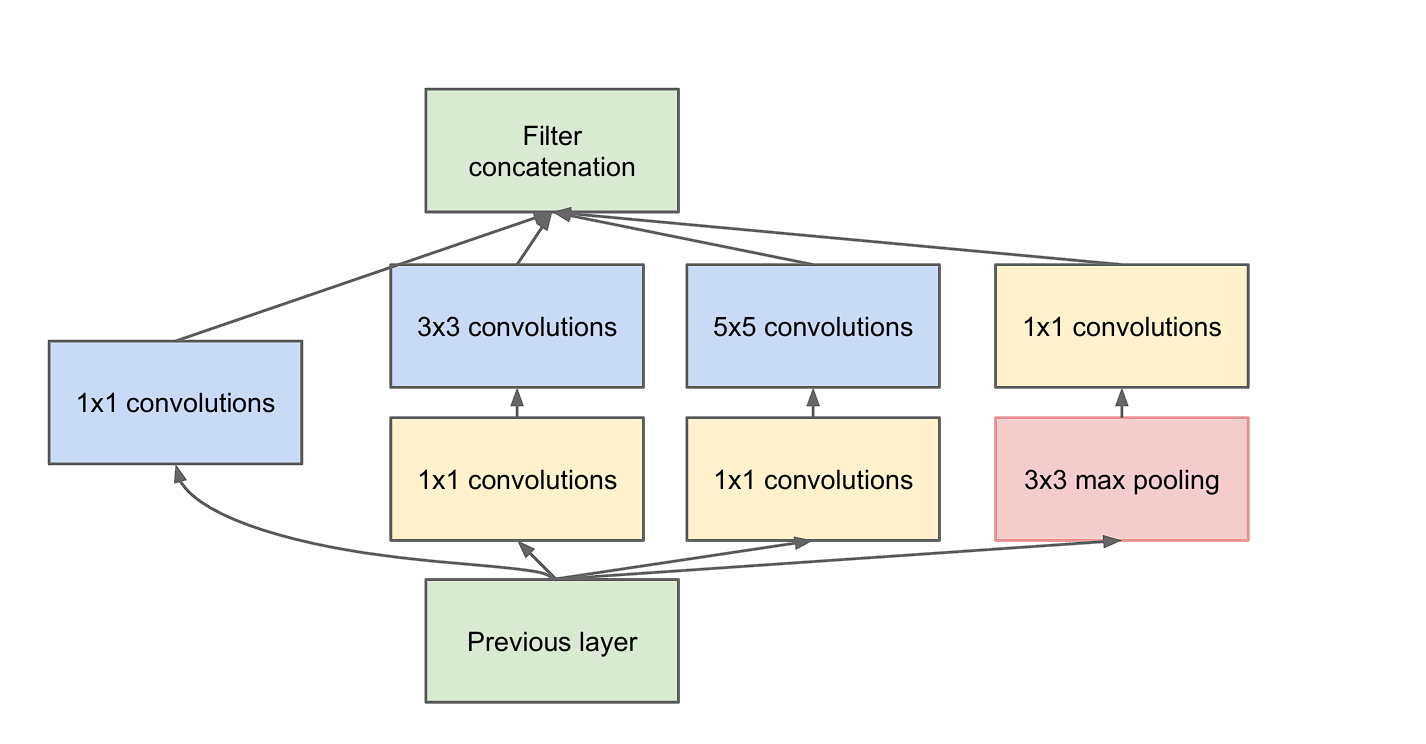 Filter
concatenation
3x3 convolutions
5x5 convolutions
1x1 convolutions
1x1 convolutions
1x1 convolutions
1x1 convolutions
3x3 max pooling
Previous layer